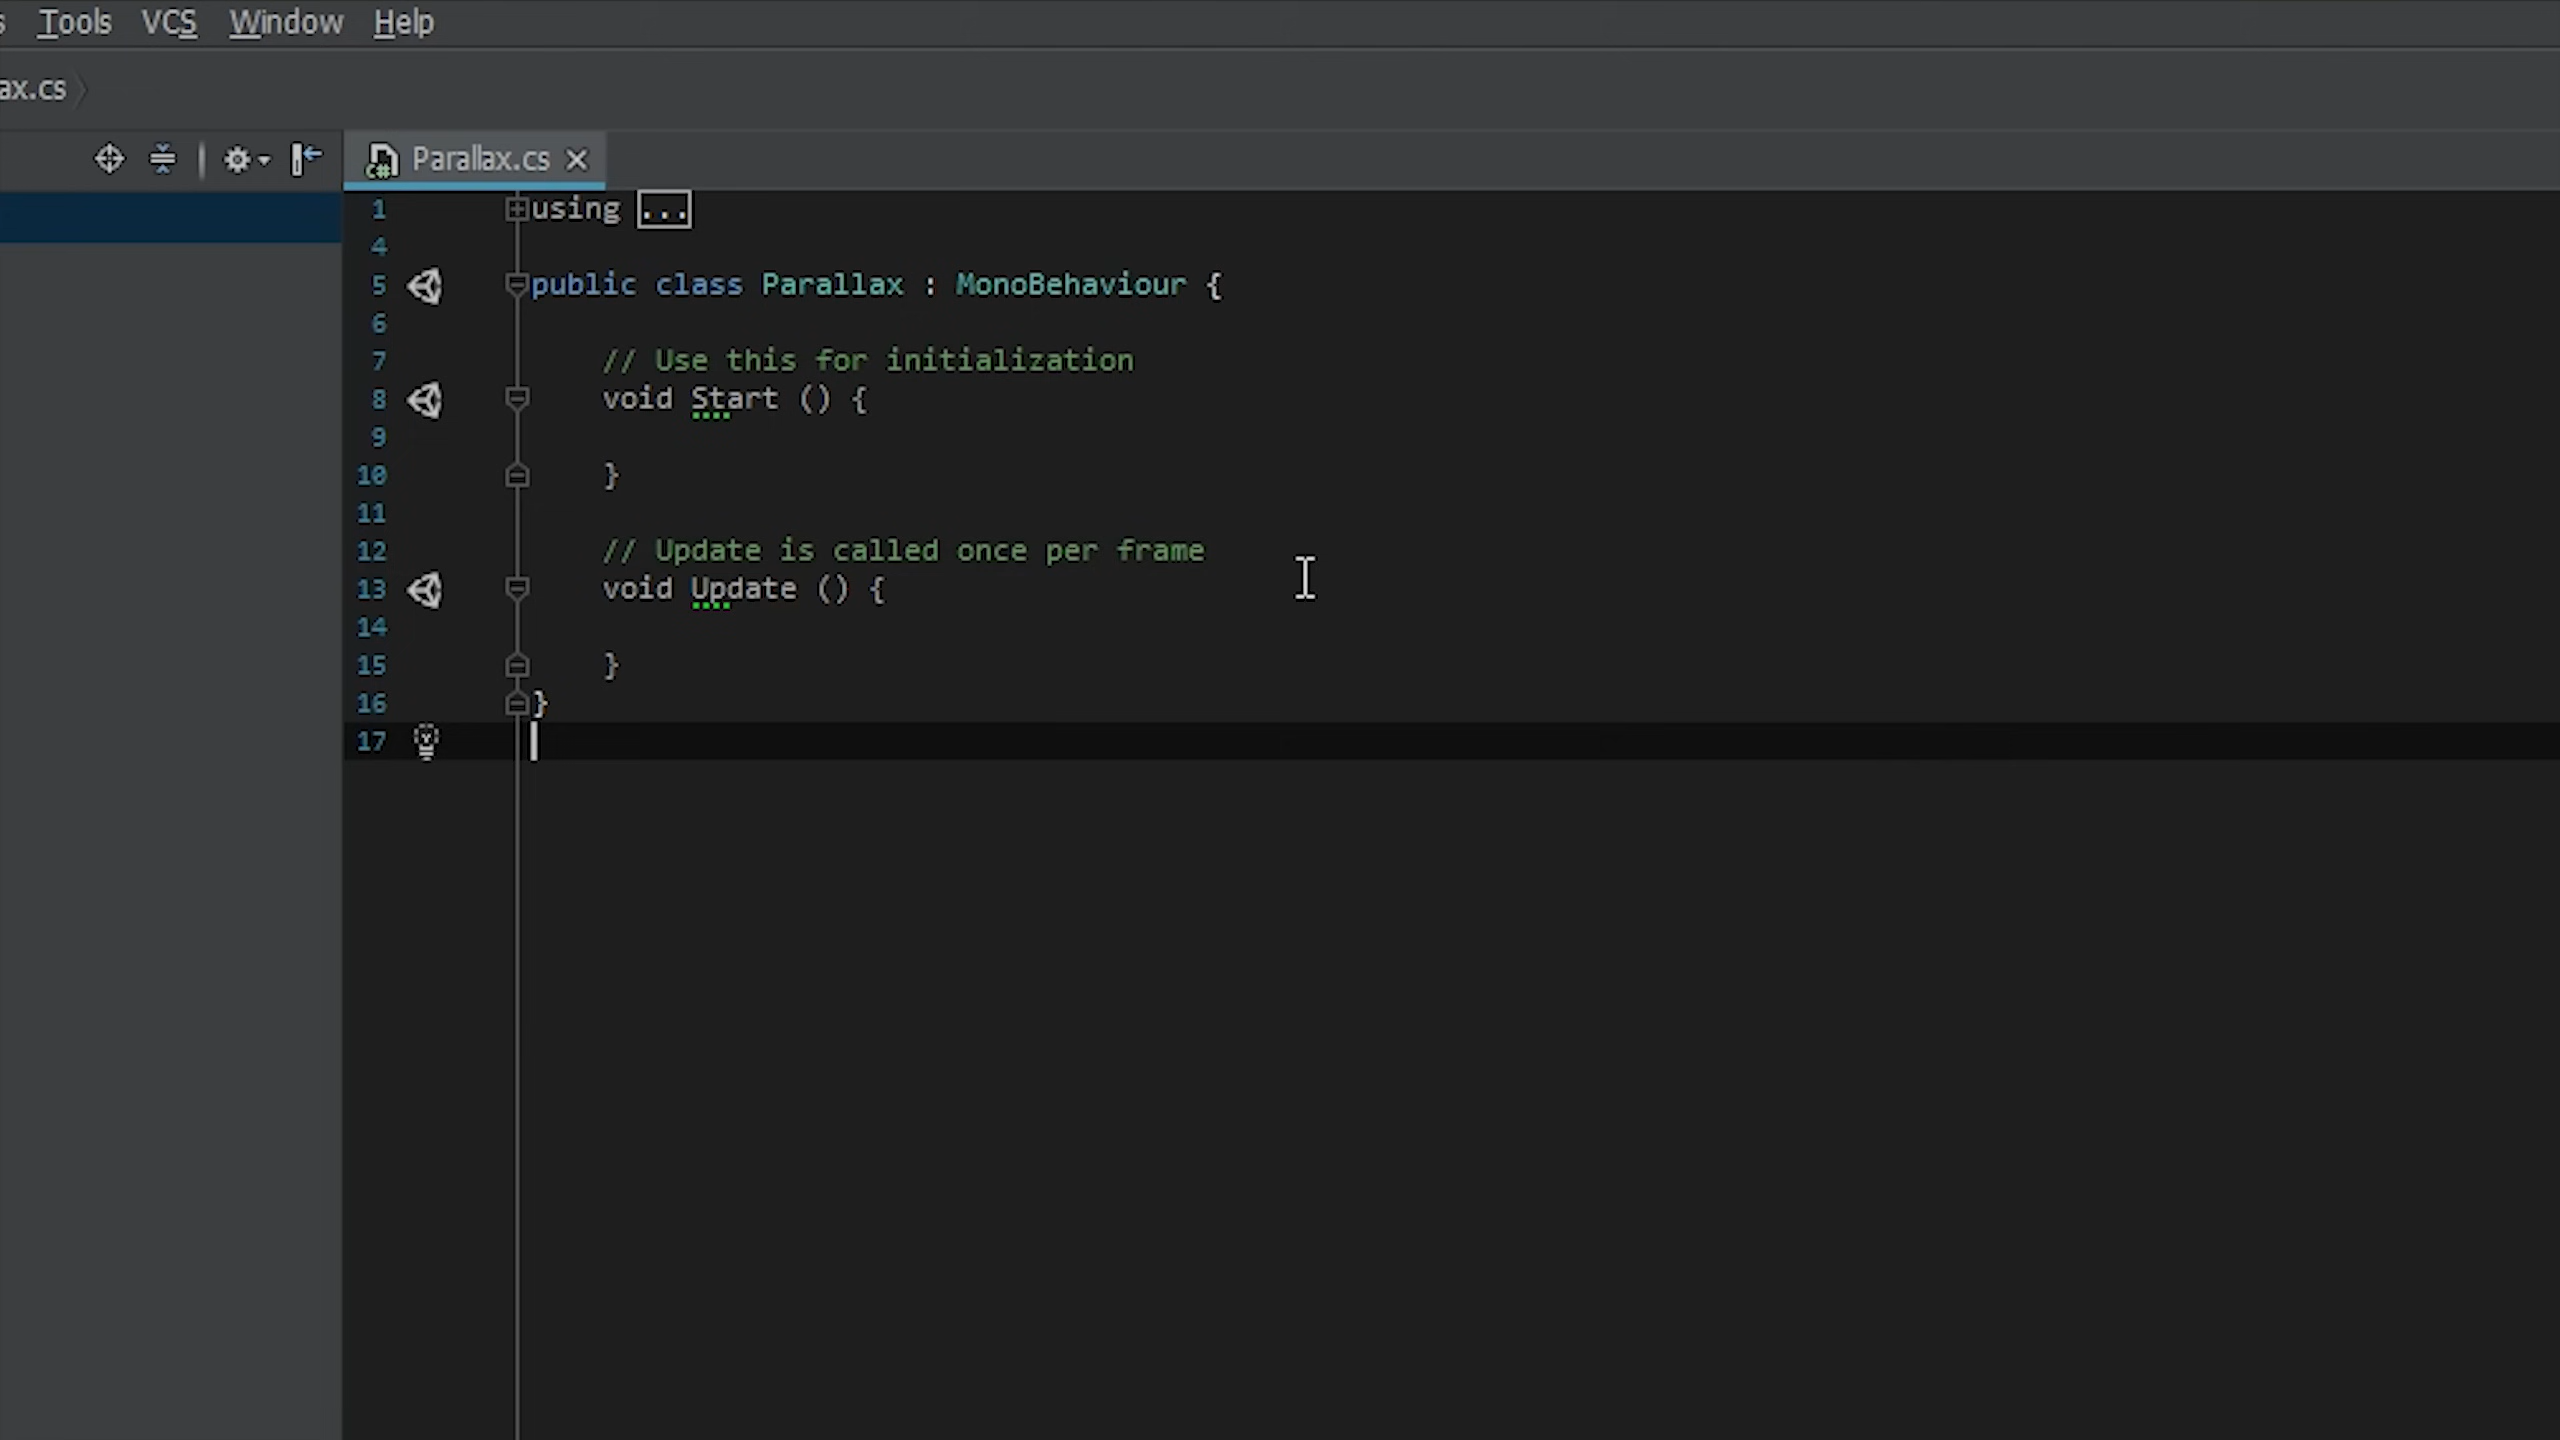 s Tools VCS Window Help
ax.cs
Parallax.cs
1 using ...
4
5 public class Parallax : MonoBehaviour {
6
7 // Use this for initialization
8 void Start () {
9
10 }
11
12 // Update is called once per frame
13 void Update () {
14
15 }
16 }
17